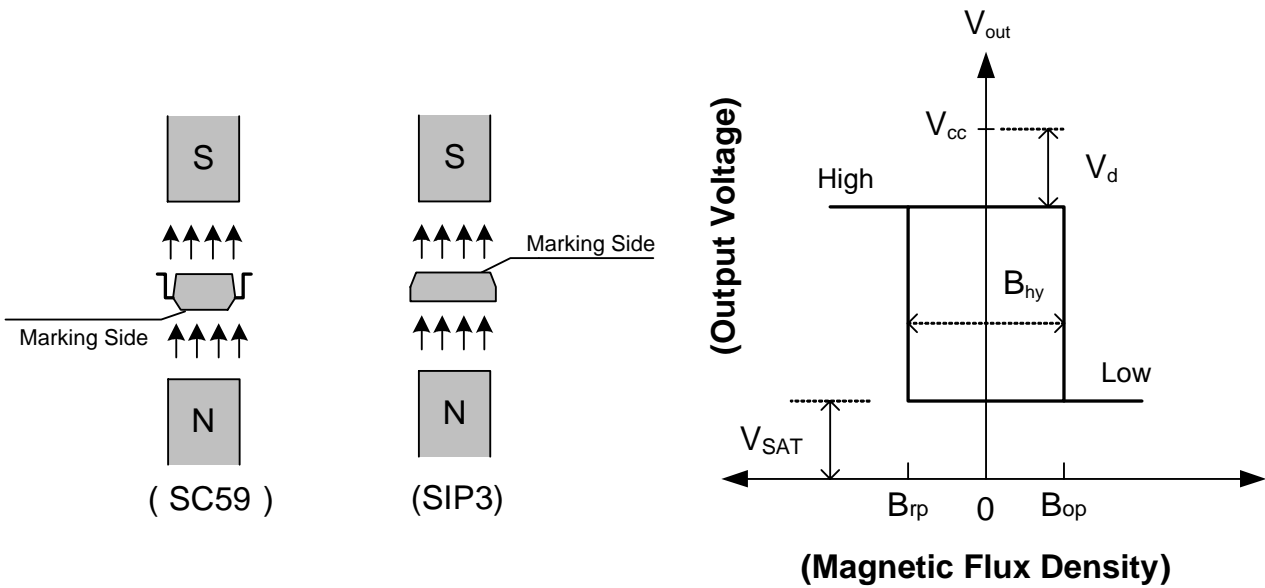 S
Marking Side
N
( SC59 )
S
Marking Side
N
(SIP3)
Vout
Vcc
Vd
High
(Output Voltage)
Bhy
Low
VSAT
Brp
0
Bop
(Magnetic Flux Density)